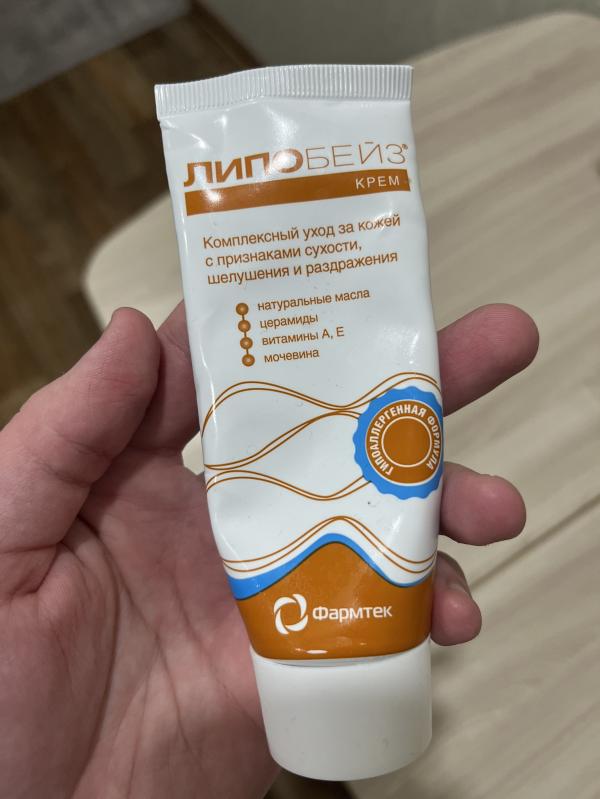 ЛИПОБЕЙЗ®
КРЕМ
Комплексный уход за кожей
с признаками сухости,
шелушения и раздражения
натуральные масла
церамиды
витамины А, Е
мочевина
ГИПОАЛЛЕРГЕННАЯ ФОРМУЛА
Фармтек